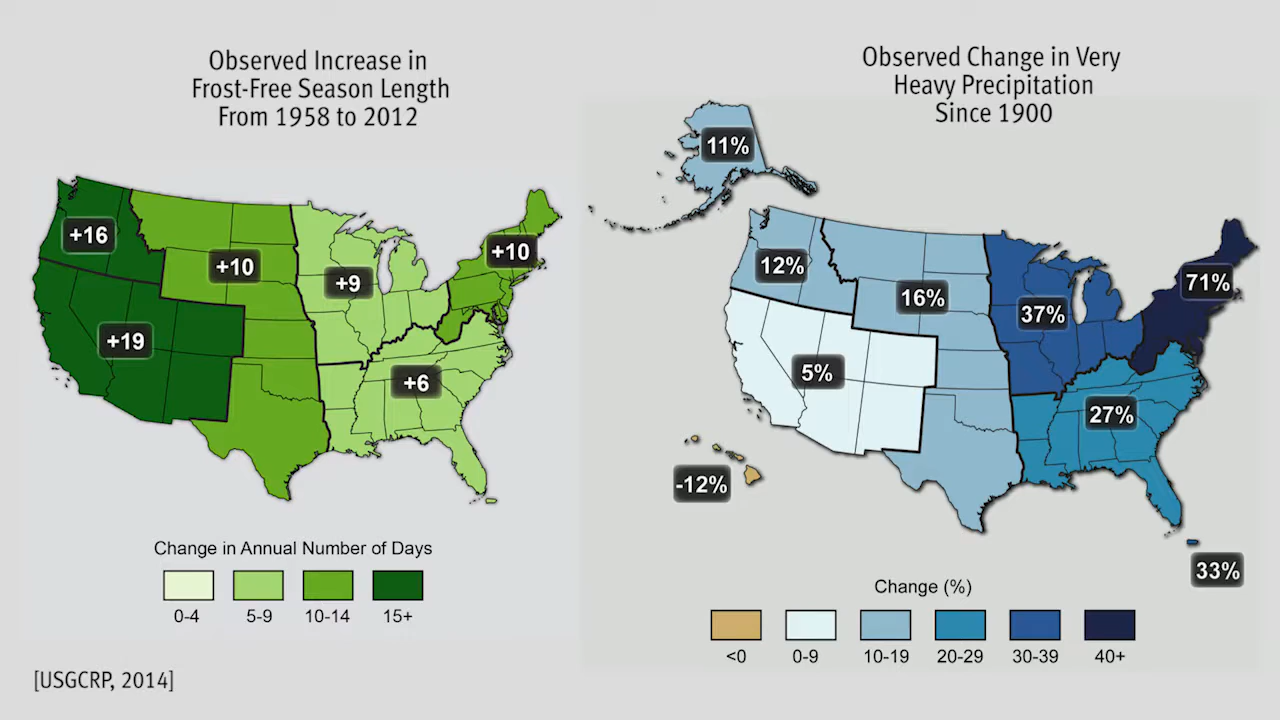 Observed Increase in
Frost-Free Season Length
From 1958 to 2012
+16
+10
+10
+9
+19
+6
Change in Annual Number of Days
0-4 5-9 10-14 15+
[USGCRP, 2014]
Observed Change in Very
Heavy Precipitation
Since 1900
11%
12%
71%
16%
37%
5%
27%
-12%
33%
Change (%)
<0 0-9 10-19 20-29 30-39 40+